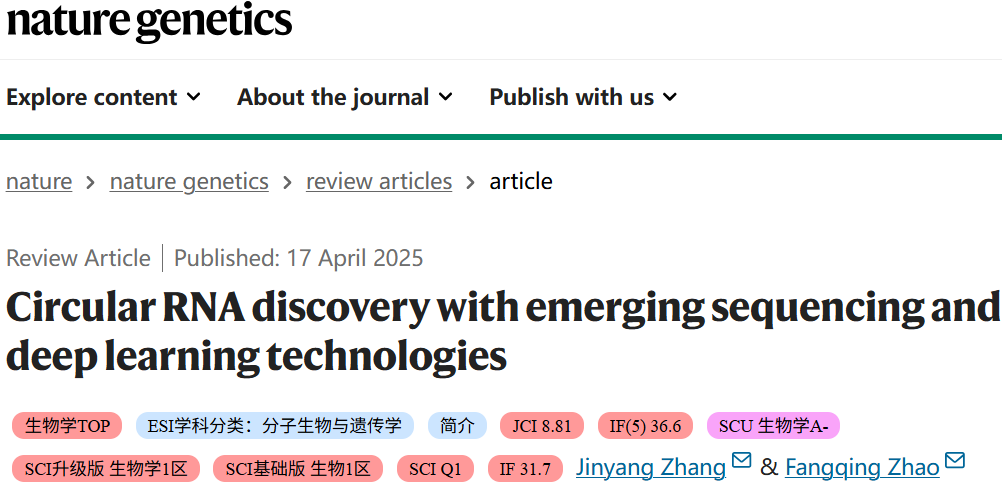 nature genetics
Explore content About the journal Publish with us
nature > nature genetics > review articles > article
Review Article | Published: 17 April 2025
Circular RNA discovery with emerging sequencing and
deep learning technologies
生物学TOP ESI学科分类：分子生物与遗传学 简介 JCI 8.81 IF(5) 36.6 SCU 生物学A-
SCI升级版 生物学1区 SCI基础版 生物1区 SCI Q1 IF 31.7 Jinyang Zhang & Fangqing Zhao